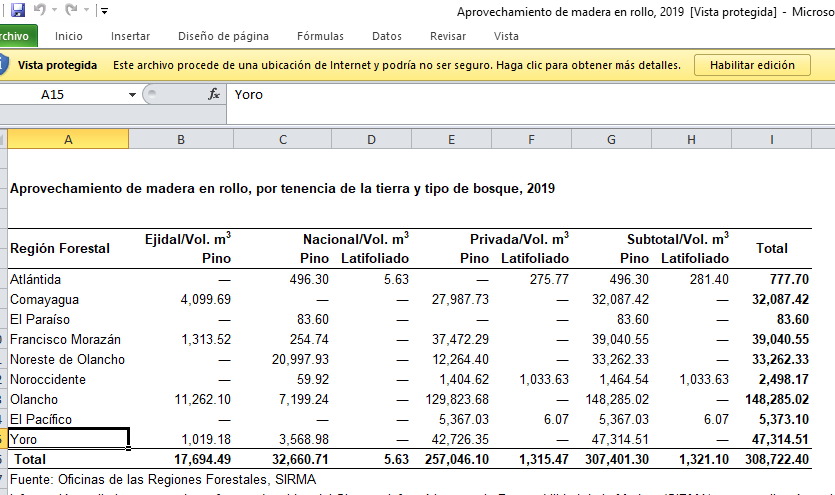 Aprovechamiento de madera en rollo, 2019 [Vista protegida] - Microso
rchivo Inicio Insertar Diseño de página Fórmulas Datos Revisar Vista
Vista protegida Este archivo procede de una ubicación de Internet y podría no ser seguro. Haga clic para obtener más detalles. Habilitar edición
A15 fx Yoro
A B C D E F G H I
Aprovechamiento de madera en rollo, por tenencia de la tierra y tipo de bosque, 2019
Región Forestal Ejidal/Vol. m³ Nacional/Vol. m³ Privada/Vol. m³ Subtotal/Vol. m³ Total
Pino Pino Latifoliado Pino Latifoliado Pino Latifoliado
Atlántida — 496.30 5.63 — 275.77 496.30 281.40 777.70
Comayagua 4,099.69 — — 27,987.73 — 32,087.42 — 32,087.42
El Paraíso — 83.60 — — — 83.60 — 83.60
Francisco Morazán 1,313.52 254.74 — 37,472.29 — 39,040.55 — 39,040.55
Noreste de Olancho — 20,997.93 — 12,264.40 — 33,262.33 — 33,262.33
Noroccidente — 59.92 — 1,404.62 1,033.63 1,464.54 1,033.63 2,498.17
Olancho 11,262.10 7,199.24 — 129,823.68 — 148,285.02 — 148,285.02
El Pacífico — — — 5,367.03 6.07 5,367.03 6.07 5,373.10
Yoro 1,019.18 3,568.98 — 42,726.35 — 47,314.51 — 47,314.51
Total 17,694.49 32,660.71 5.63 257,046.10 1,315.47 307,401.30 1,321.10 308,722.40
Fuente: Oficinas de las Regiones Forestales, SIRMA